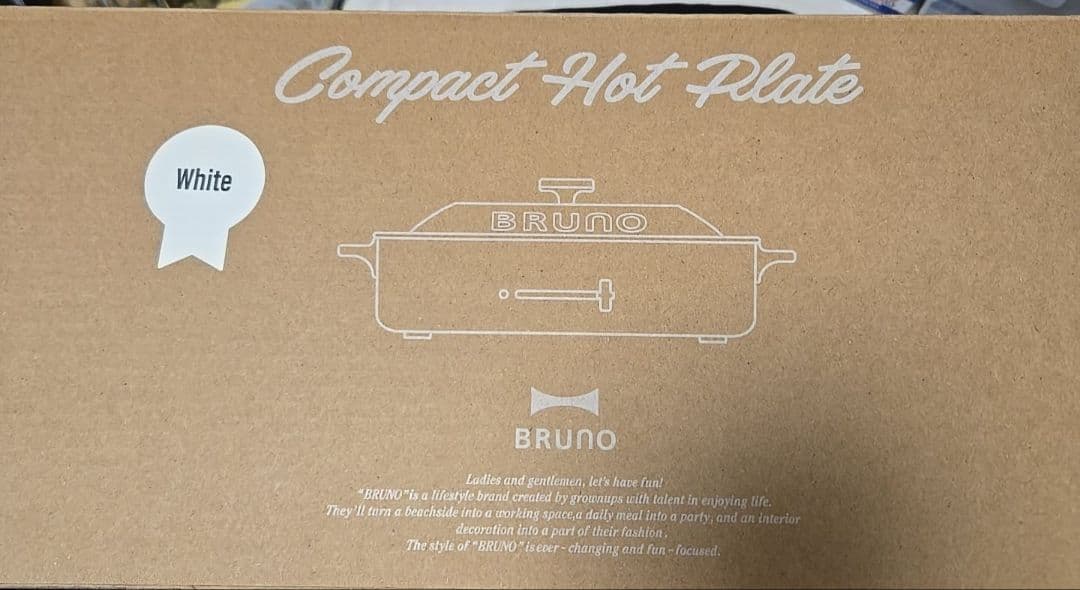 Compact Hot Plate
White
BRUNO
BRUNO
Ladies and gentlemen, let's have fun!
"BRUNO"is a lifestyle brand created by grownups with talent in enjoying life.
They'll turn a beachside into a working space,a daily meal into a party, and an interior
decoration into a part of their fashion.
The style of "BRUNO" is ever-changing and fun-focused.